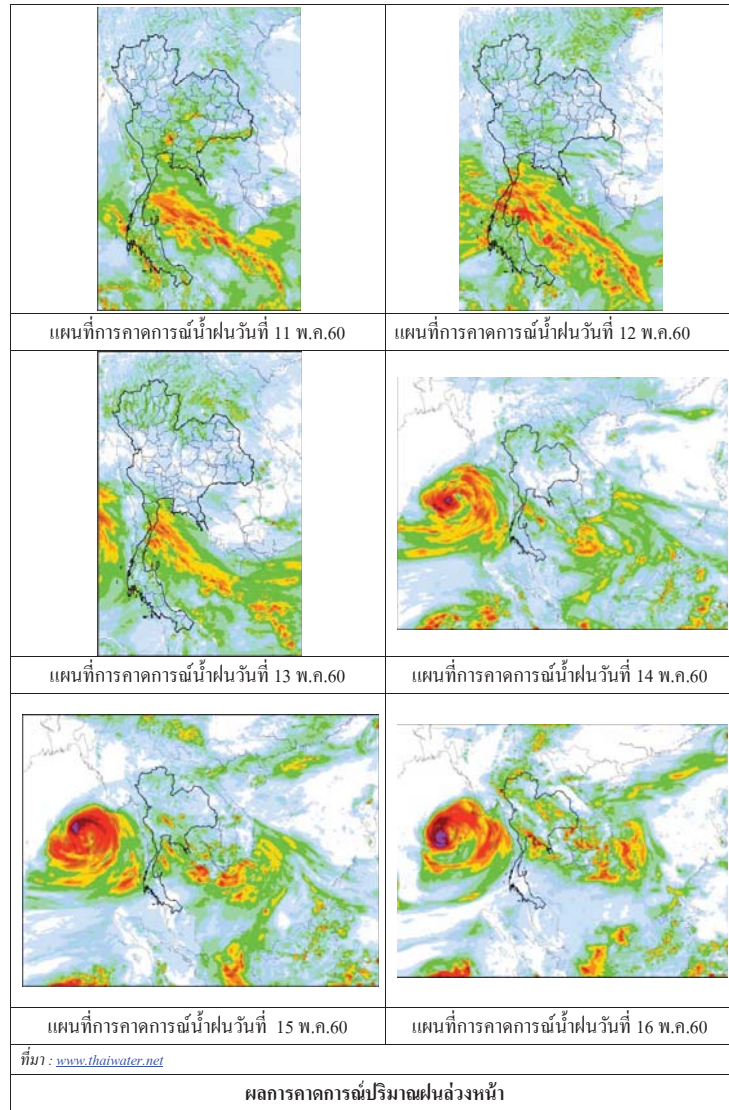 แผนที่การคาดการณ์น้ำฝนวันที่ 11 พ.ค.60
แผนที่การคาดการณ์น้ำฝนวันที่ 12 พ.ค.60
แผนที่การคาดการณ์น้ำฝนวันที่ 13 พ.ค.60
แผนที่การคาดการณ์น้ำฝนวันที่ 14 พ.ค.60
แผนที่การคาดการณ์น้ำฝนวันที่ 15 พ.ค.60
แผนที่การคาดการณ์น้ำฝนวันที่ 16 พ.ค.60
ที่มา : www.thaiwater.net
ผลการคาดการณ์ปริมาณฝนล่วงหน้า